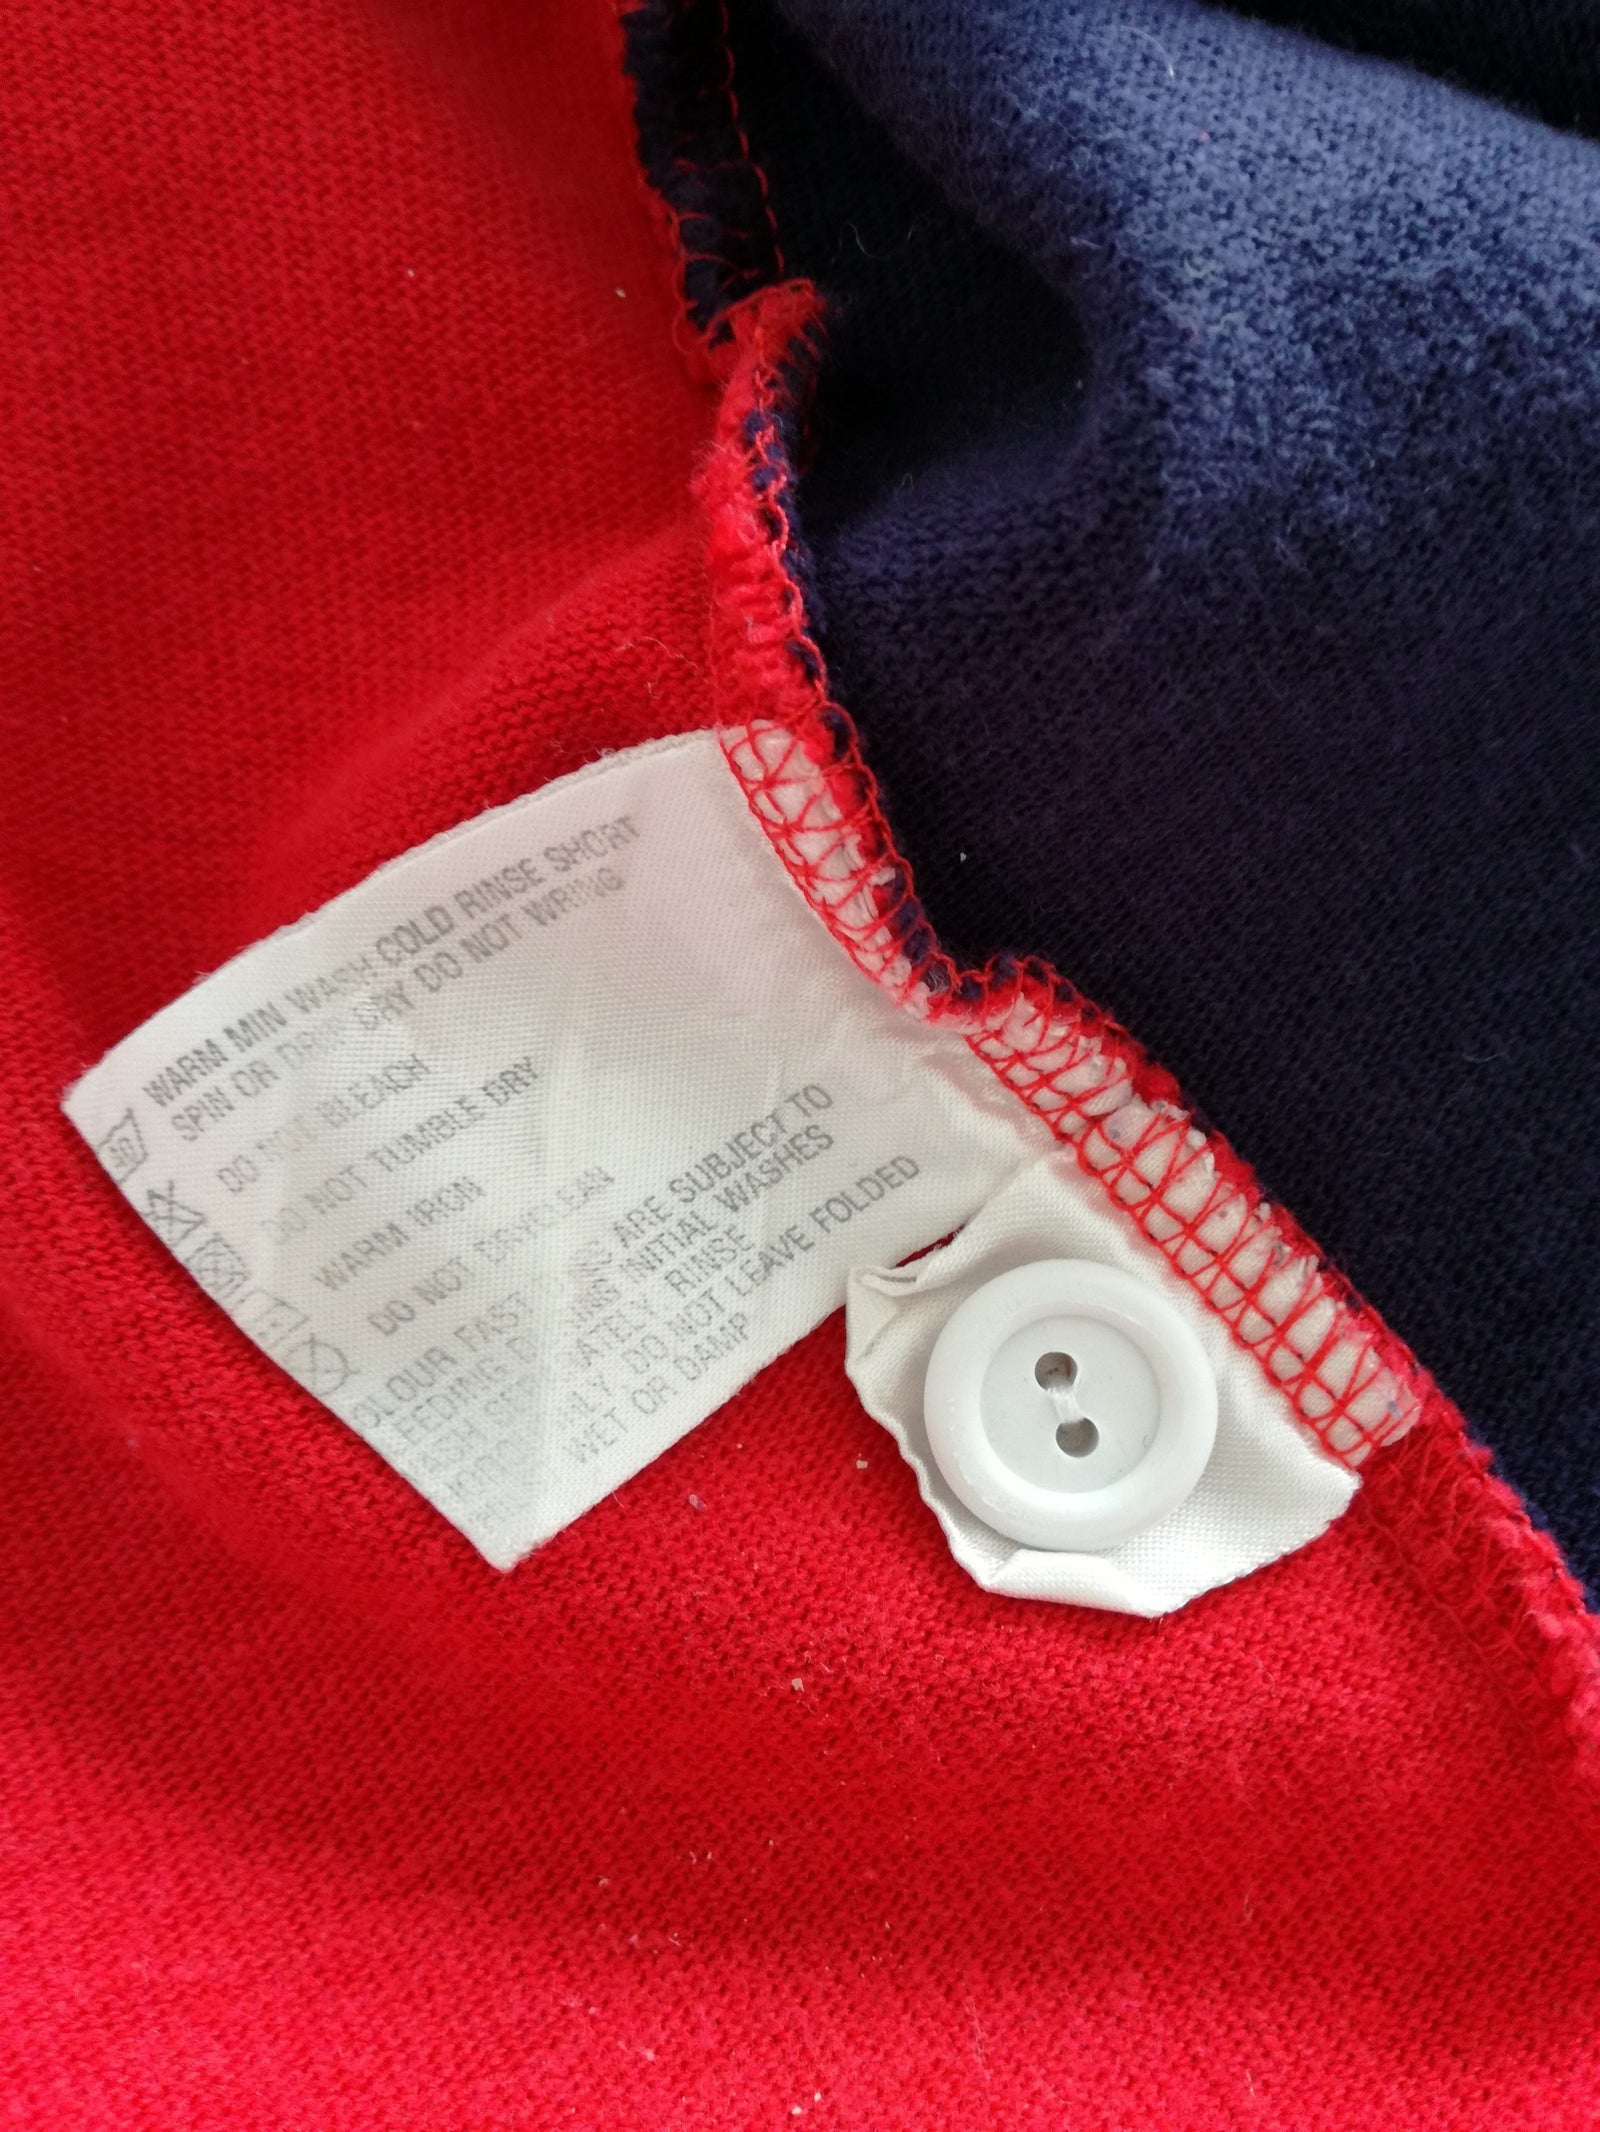 WARM MIN WASH COLD RINSE SHORT
SPIN OR DRIP DRY DO NOT WRING
30
DO NOT BLEACH
DO NOT TUMBLE DRY
WARM IRON
DO NOT DRYCLEAN
COLOUR FAST ARE SUBJECT TO
INITIAL WASHES
RINSE
DO NOT LEAVE FOLDED
WET OR DAMP